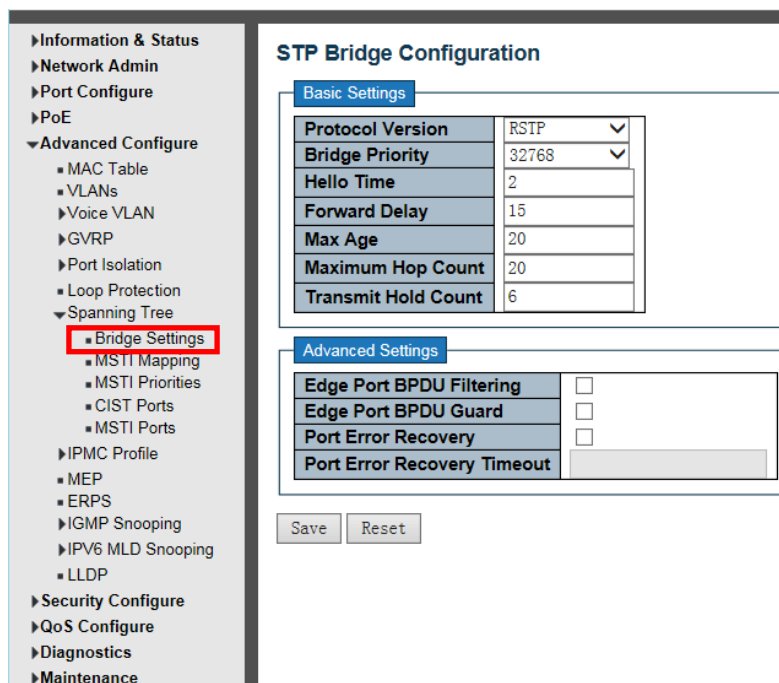 Information & Status
Network Admin
Port Configure
PoE
Advanced Configure
MAC Table
VLANs
Voice VLAN
GVRP
Port Isolation
Loop Protection
Spanning Tree
Bridge Settings
MSTI Mapping
MSTI Priorities
CIST Ports
MSTI Ports
IPMC Profile
MEP
ERPS
IGMP Snooping
IPV6 MLD Snooping
LLDP
Security Configure
QoS Configure
Diagnostics
Maintenance
STP Bridge Configuration
Basic Settings
Protocol Version RSTP
Bridge Priority 32768
Hello Time 2
Forward Delay 15
Max Age 20
Maximum Hop Count 20
Transmit Hold Count 6
Advanced Settings
Edge Port BPDU Filtering
Edge Port BPDU Guard
Port Error Recovery
Port Error Recovery Timeout
Save Reset